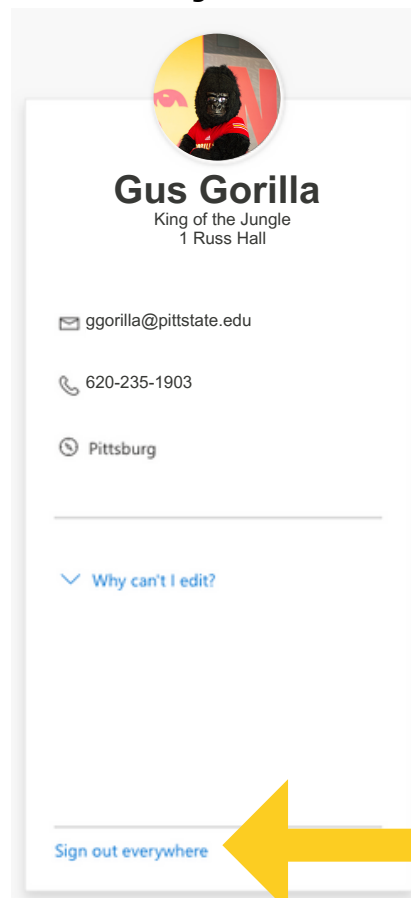 Gus Gorilla
King of the Jungle
1 Russ Hall
ggorilla@pittstate.edu
620-235-1903
Pittsburg
Why can't I edit?
Sign out everywhere